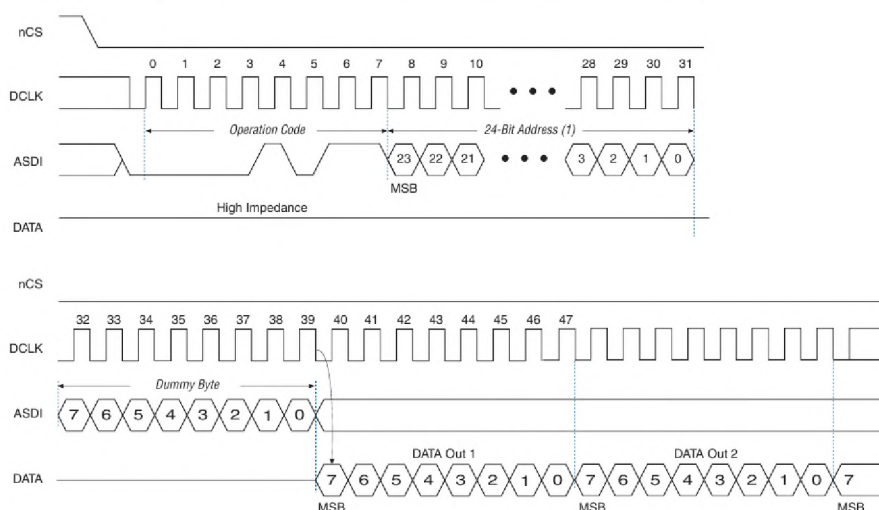 nCS
0 1 2 3 4 5 6 7 8 9 10 28 29 30 31
DCLK
Operation Code 24-Bit Address (1)
ASDI 23 22 21 3 2 1 0
MSB
High Impedance
DATA
nCS
32 33 34 35 36 37 38 39 40 41 42 43 44 45 46 47
DCLK
Dummy Byte
ASDI 7 6 5 4 3 2 1 0
DATA Out 1 DATA Out 2
DATA 7 6 5 4 3 2 1 0 7 6 5 4 3 2 1 0 7
MSB MSB MSB